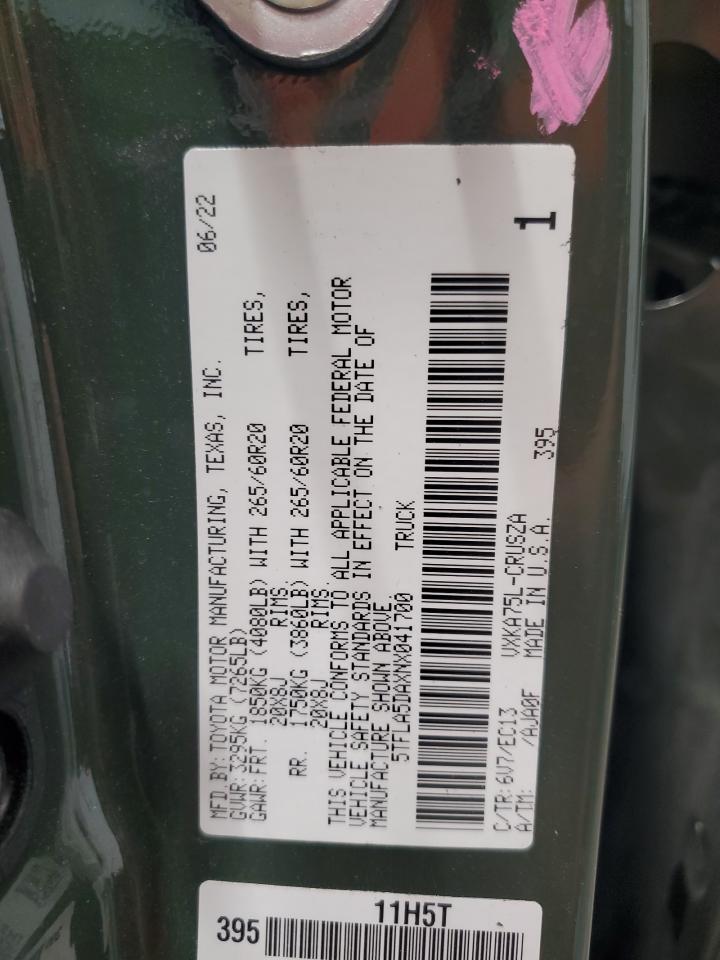 MFD.BY:TOYOTA MOTOR MANUFACTURING, TEXAS, INC. 06/22
GVWR:3295KG (7265LB)
GAWR:FRT. 1850KG (4080LB) WITH 265/60R20 TIRES,
20X8J RIMS
RR. 1750KG (3860LB) WITH 265/60R20 TIRES,
20X8J RIMS
THIS VEHICLE CONFORMS TO ALL APPLICABLE FEDERAL MOTOR
VEHICLE SAFETY STANDARDS IN EFFECT ON THE DATE OF
MANUFACTURE SHOWN ABOVE.
5TFLA5DAXNX041700 TRUCK
C/TR:6V7/EC13 VXKA75L-CRUSZA
A/TM: /AJA0F MADE IN U.S.A. 395
1
11H5T
395